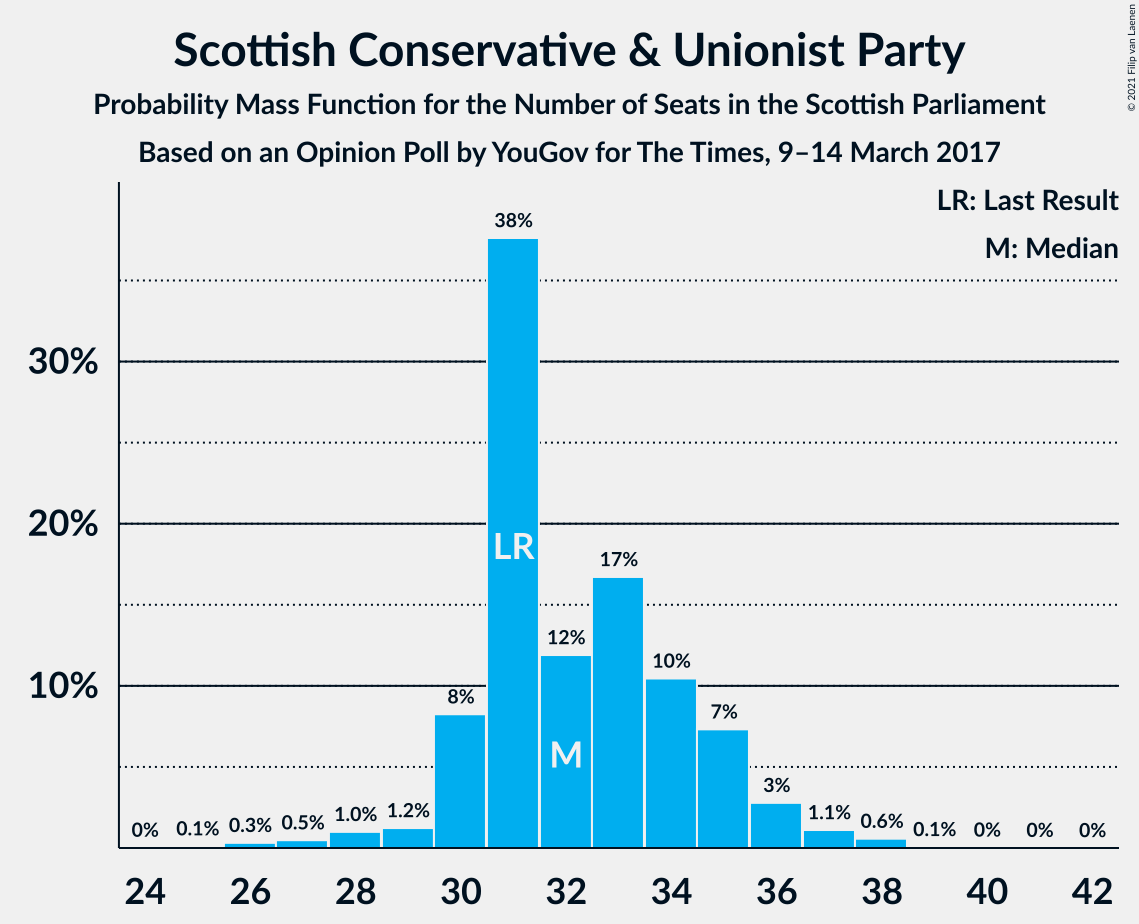 Scottish Conservative & Unionist Party
Probability Mass Function for the Number of Seats in the Scottish Parliament
Based on an Opinion Poll by YouGov for The Times, 9–14 March 2017
© 2021 Filip van Laenen
LR: Last Result
M: Median
38%
30%
20%
LR
17%
12%
10%
10%
8%
7%
M
3%
0% 0.1% 0.3% 0.5% 1.0% 1.2% 1.1% 0.6% 0.1% 0% 0% 0%
24 26 28 30 32 34 36 38 40 42